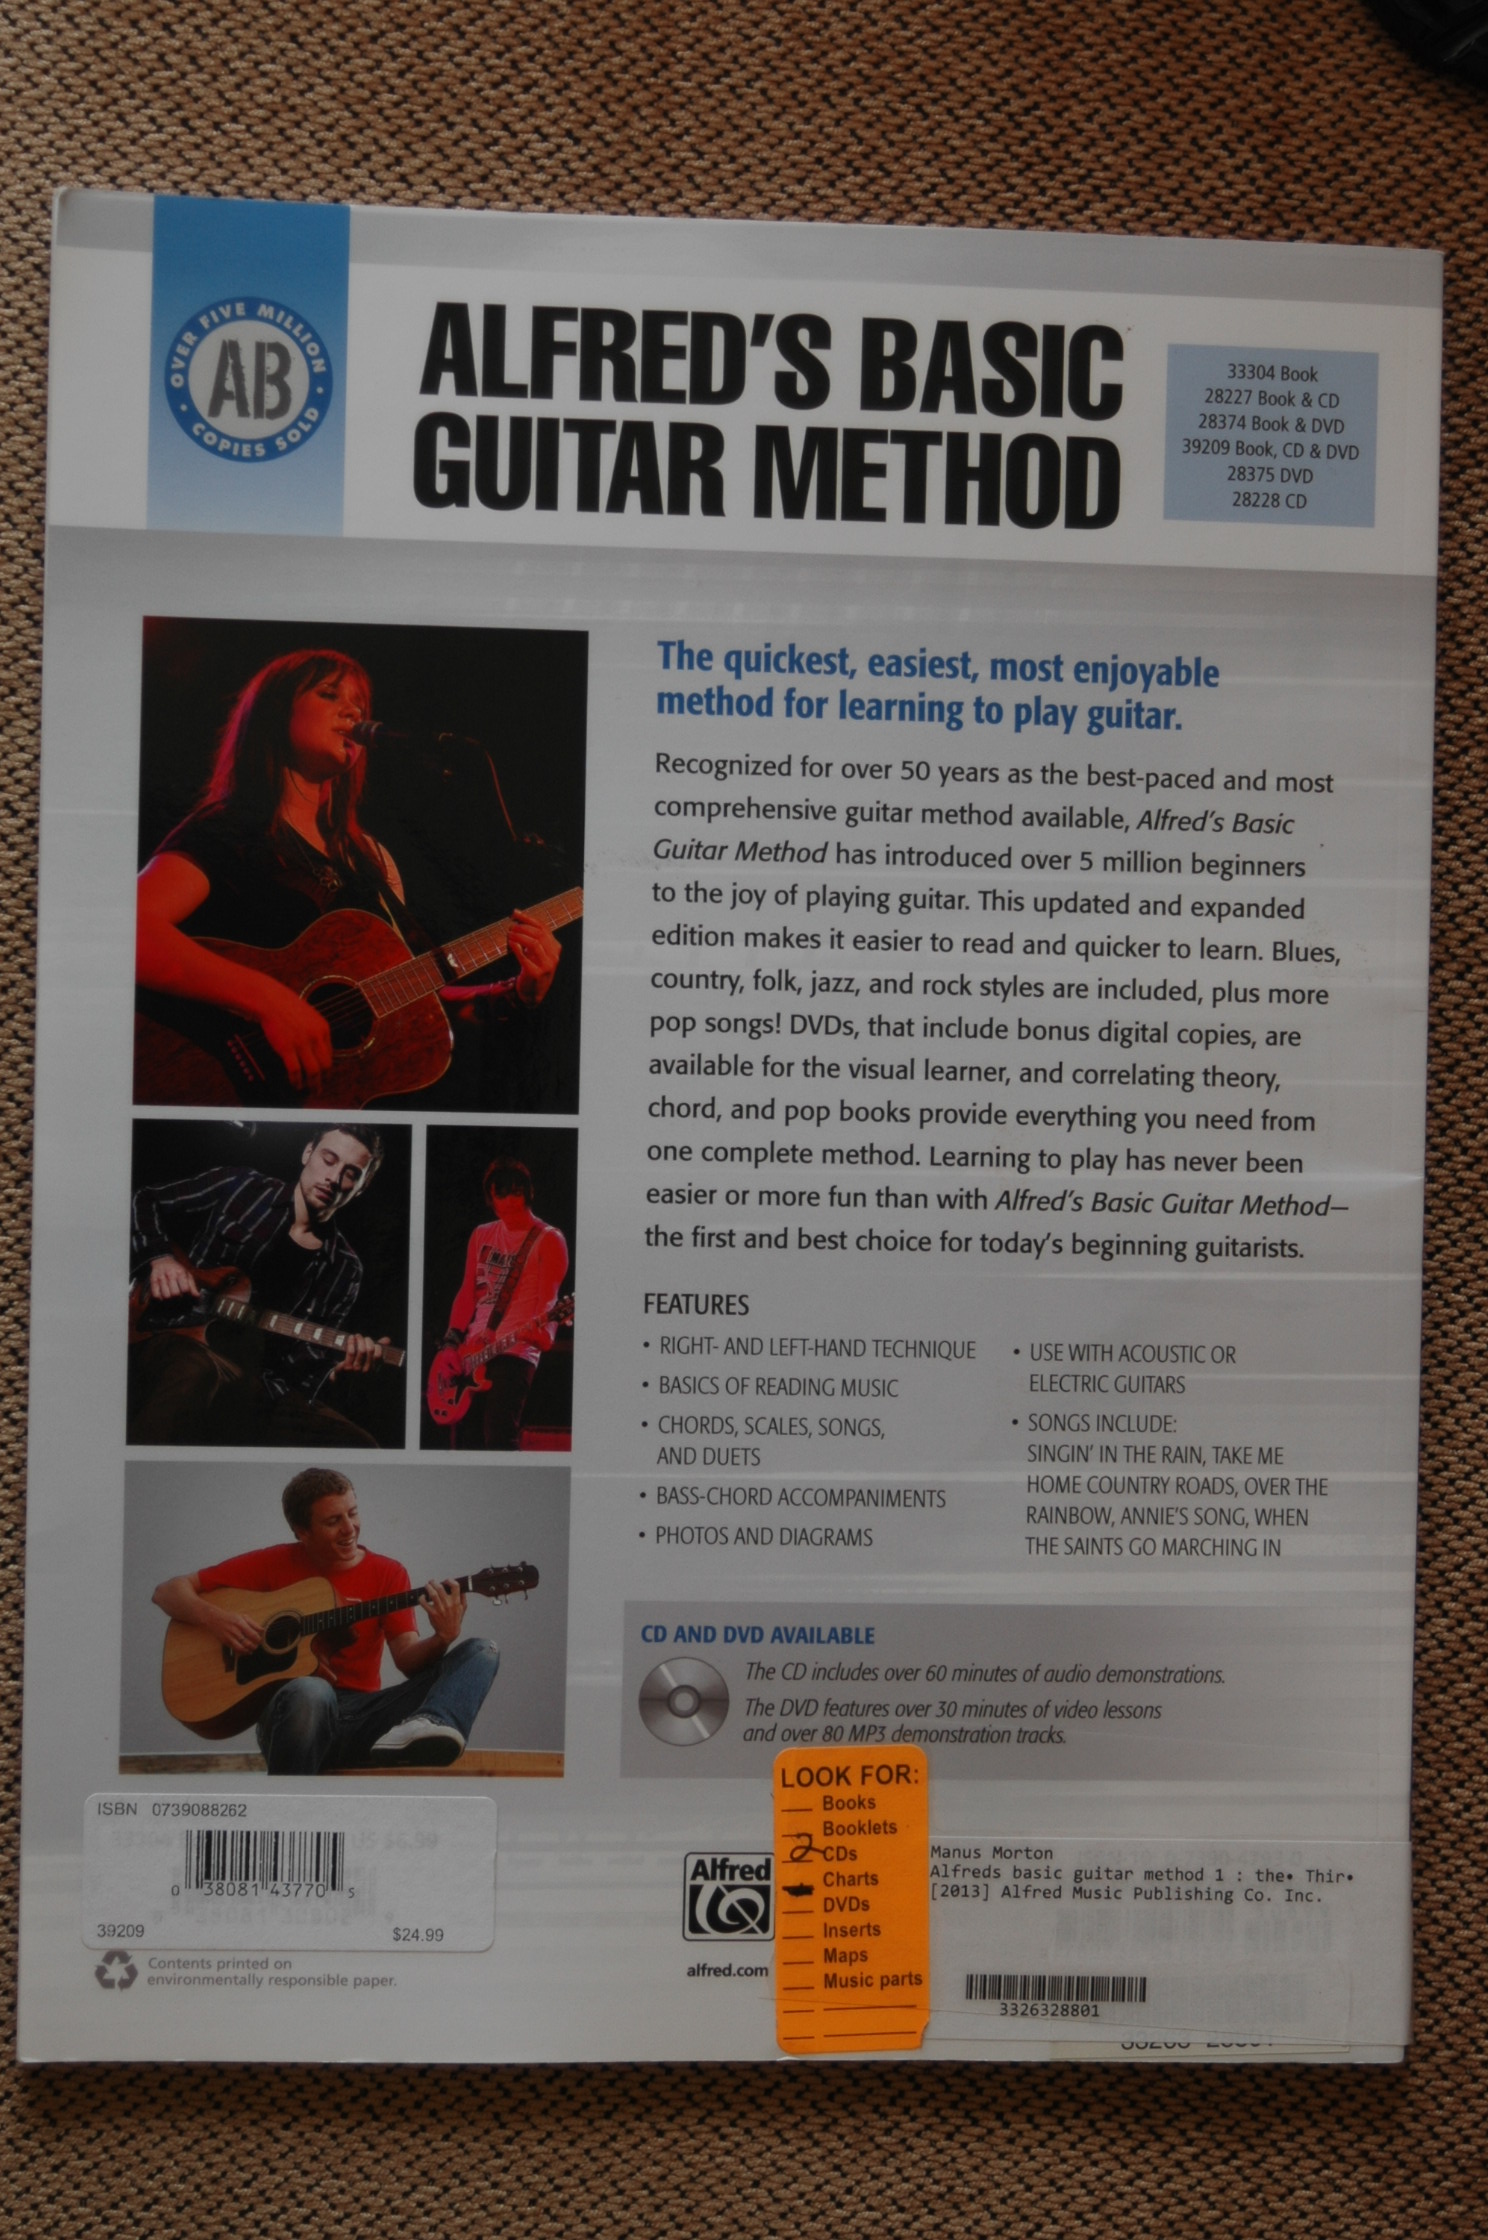 OVER FIVE MILLION
AB
COPIES SOLD
ALFRED'S BASIC
GUITAR METHOD
33304 Book
28227 Book & CD
28374 Book & DVD
39209 Book, CD & DVD
28375 DVD
28228 CD
The quickest, easiest, most enjoyable
method for learning to play guitar.
Recognized for over 50 years as the best-paced and most
comprehensive guitar method available, Alfred's Basic
Guitar Method has introduced over 5 million beginners
to the joy of playing guitar. This updated and expanded
edition makes it easier to read and quicker to learn. Blues,
country, folk, jazz, and rock styles are included, plus more
pop songs! DVDs, that include bonus digital copies, are
available for the visual learner, and correlating theory,
chord, and pop books provide everything you need from
one complete method. Learning to play has never been
easier or more fun than with Alfred's Basic Guitar Method—
the first and best choice for today's beginning guitarists.
FEATURES
• RIGHT- AND LEFT-HAND TECHNIQUE
• BASICS OF READING MUSIC
• CHORDS, SCALES, SONGS,
AND DUETS
• BASS-CHORD ACCOMPANIMENTS
• PHOTOS AND DIAGRAMS
• USE WITH ACOUSTIC OR
ELECTRIC GUITARS
• SONGS INCLUDE:
SINGIN' IN THE RAIN, TAKE ME
HOME COUNTRY ROADS, OVER THE
RAINBOW, ANNIE'S SONG, WHEN
THE SAINTS GO MARCHING IN
CD AND DVD AVAILABLE
The CD includes over 60 minutes of audio demonstrations.
The DVD features over 30 minutes of video lessons
and over 80 MP3 demonstration tracks.
ISBN 0739088262
0 38081 43770 5
39209 $24.99
Contents printed on
environmentally responsible paper.
Alfred
alfred.com
LOOK FOR:
Books
Booklets
2 CDs
Charts
DVDs
Inserts
Maps
Music parts
Manus Morton
Alfreds basic guitar method 1 : the• Thir•
[2013] Alfred Music Publishing Co. Inc.
3326328801